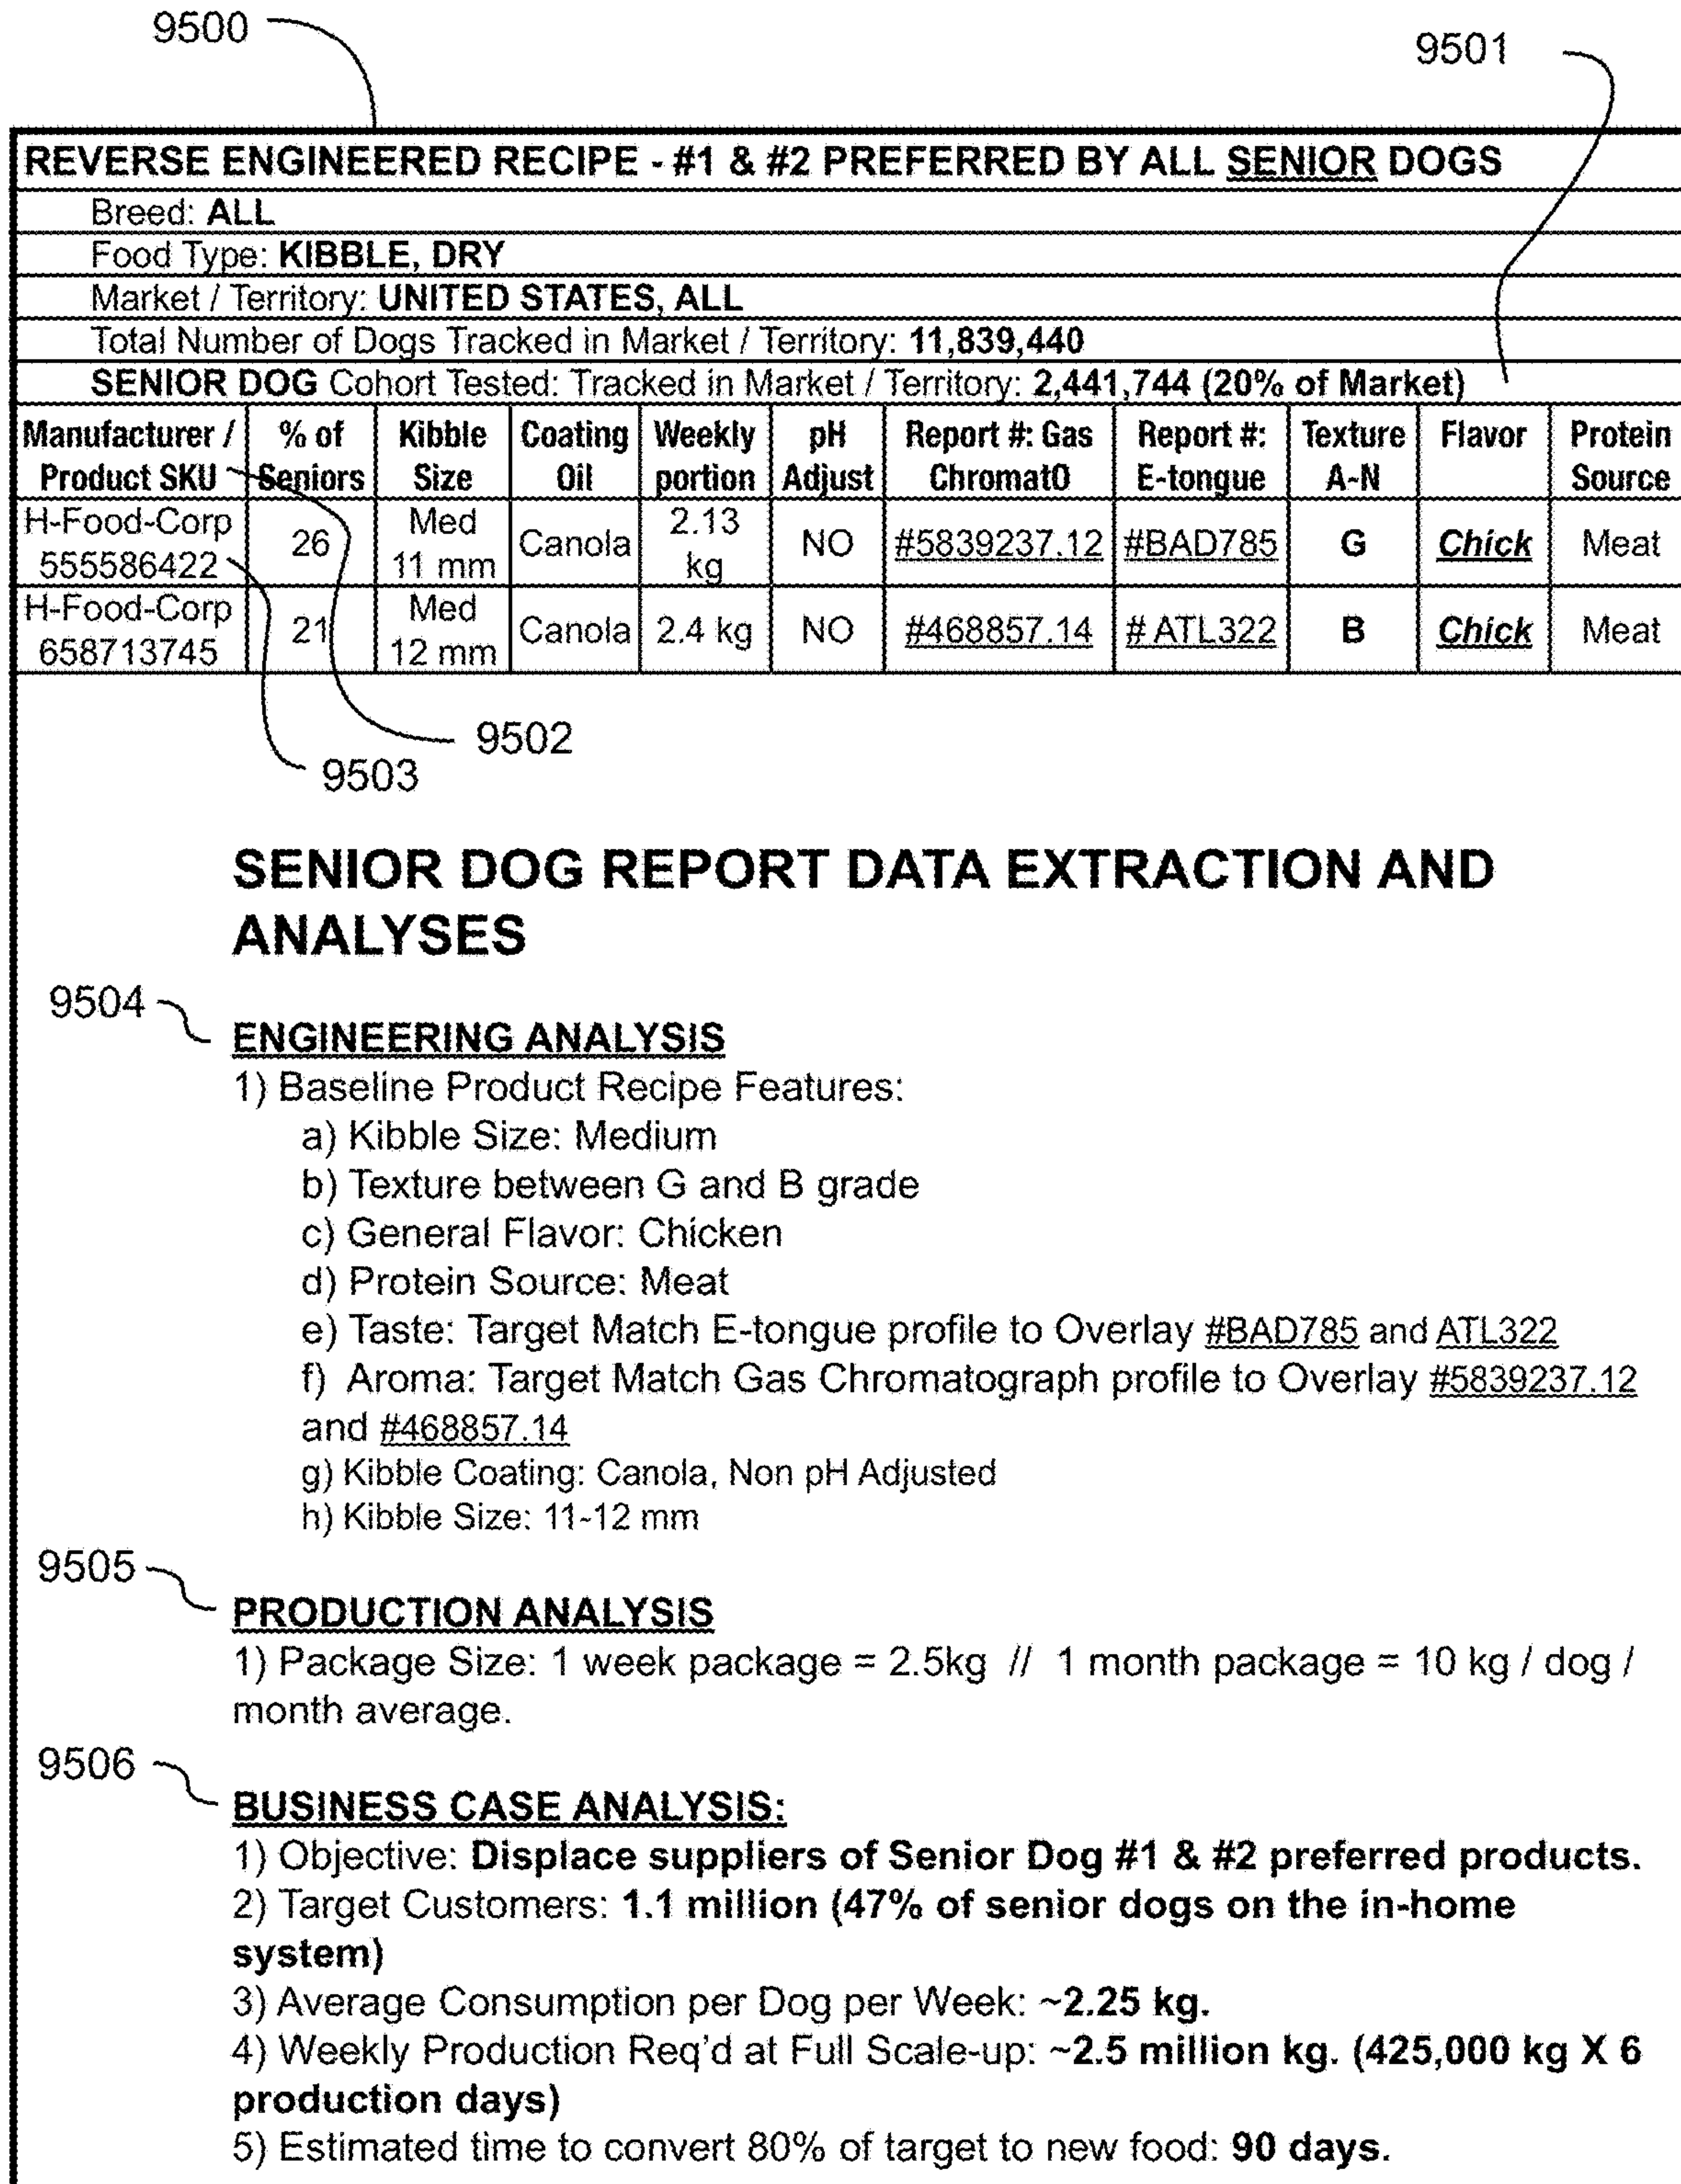 9500
9501
REVERSE ENGINEERED RECIPE - #1 & #2 PREFERRED BY ALL SENIOR DOGS
Breed: ALL
Food Type: KIBBLE, DRY
Market / Territory: UNITED STATES, ALL
Total Number of Dogs Tracked in Market / Territory: 11,839,440
SENIOR DOG Cohort Tested: Tracked in Market / Territory: 2,441,744 (20% of Market)
Manufacturer / % of Kibble Coating Weekly pH Report #: Gas Report #: Texture Flavor Protein
Product SKU Seniors Size Oil portion Adjust ChromatO E-tongue A-N Source
H-Food-Corp 26 Med Canola 2.13 NO #5839237.12 #BAD785 G Chick Meat
555586422 11 mm kg
H-Food-Corp 21 Med Canola 2.4 kg NO #468857.14 #ATL322 B Chick Meat
658713745 12 mm
9502
9503
SENIOR DOG REPORT DATA EXTRACTION AND
ANALYSES
9504
ENGINEERING ANALYSIS
1) Baseline Product Recipe Features:
a) Kibble Size: Medium
b) Texture between G and B grade
c) General Flavor: Chicken
d) Protein Source: Meat
e) Taste: Target Match E-tongue profile to Overlay #BAD785 and ATL322
f) Aroma: Target Match Gas Chromatograph profile to Overlay #5839237.12
and #468857.14
g) Kibble Coating: Canola, Non pH Adjusted
h) Kibble Size: 11-12 mm
9505
PRODUCTION ANALYSIS
1) Package Size: 1 week package = 2.5kg // 1 month package = 10 kg / dog /
month average.
9506
BUSINESS CASE ANALYSIS:
1) Objective: Displace suppliers of Senior Dog #1 & #2 preferred products.
2) Target Customers: 1.1 million (47% of senior dogs on the in-home
system)
3) Average Consumption per Dog per Week: ~2.25 kg.
4) Weekly Production Req'd at Full Scale-up: ~2.5 million kg. (425,000 kg X 6
production days)
5) Estimated time to convert 80% of target to new food: 90 days.